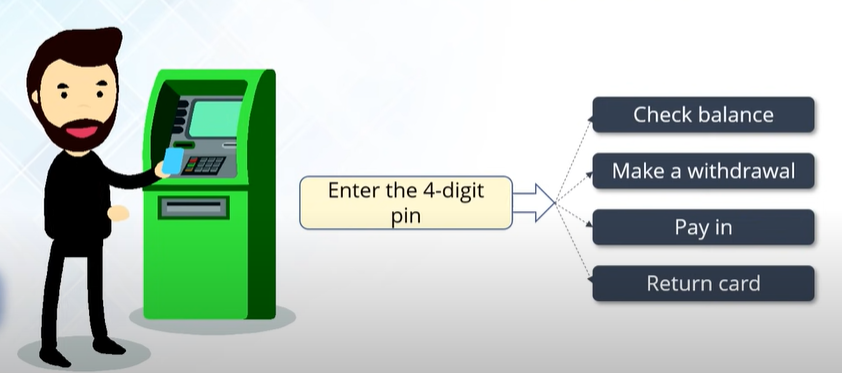 Enter the 4-digit
pin
Check balance
Make a withdrawal
Pay in
Return card